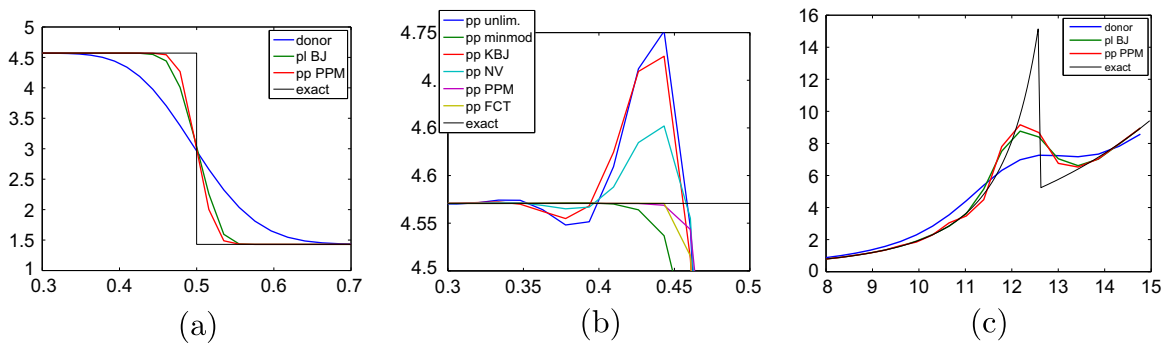 5
4.5
4
3.5
3
2.5
2
1.5
1
0.3
0.4
0.5
0.6
0.7
donor
pl BJ
pp PPM
exact
(a)
4.75
4.
4.6
4.55
4.5
0.3
0.35
0.40
0.45
0.5
pp unlim.
pp minmod
pp KBJ
pp NV
pp PPM
pp FCT
exact
(b)
16
14
12
10
8
6
4
2
0
8
9
10
11
12
13
14
15
donor
pl BJ
pp PPM
exact
(c)